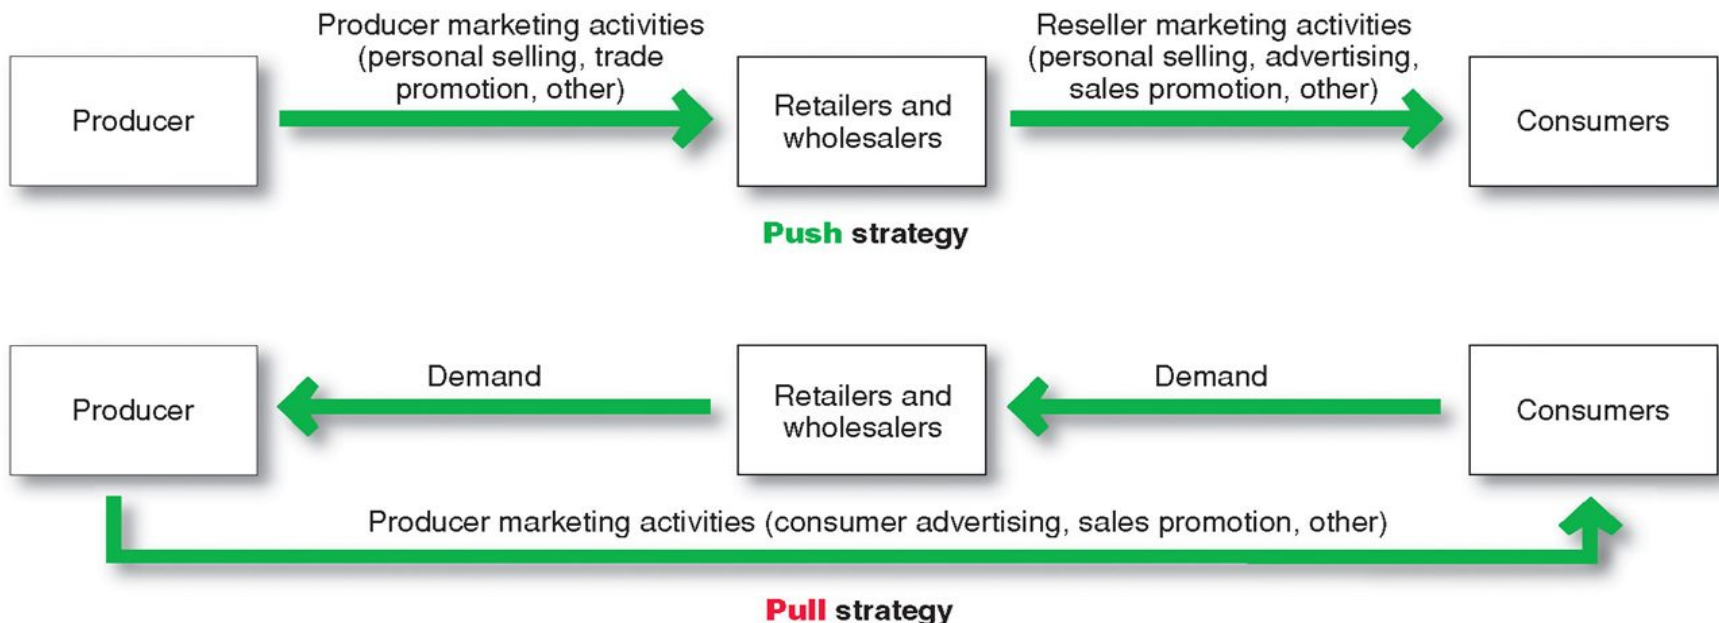 Producer marketing activities
(personal selling, trade
promotion, other)
Reseller marketing activities
(personal selling, advertising,
sales promotion, other)
Producer
Retailers and
wholesalers
Consumers
Push strategy
Demand
Demand
Producer
Retailers and
wholesalers
Consumers
Producer marketing activities (consumer advertising, sales promotion, other)
Pull strategy